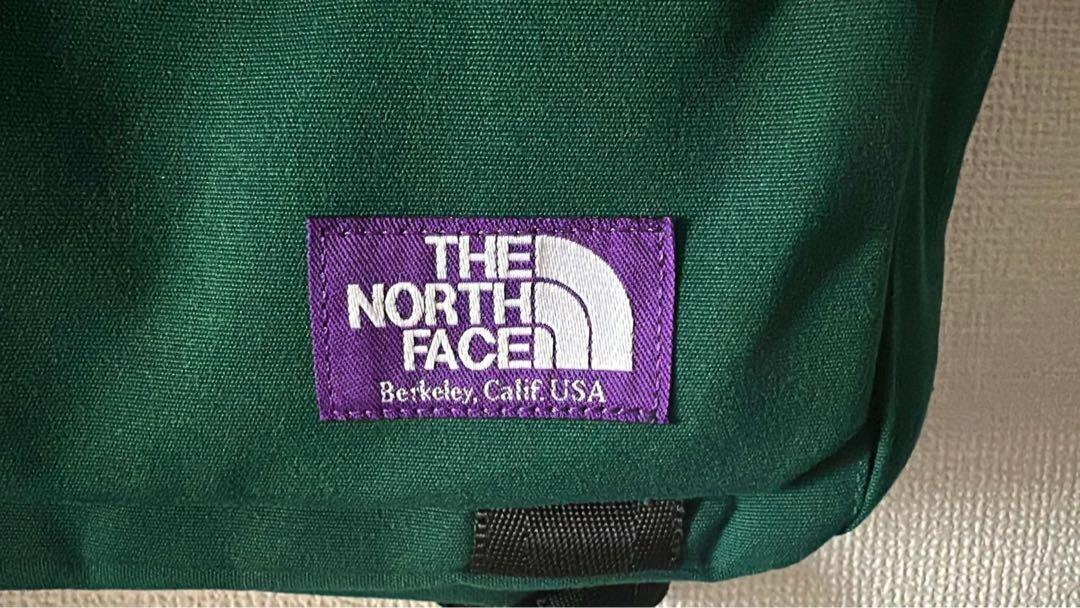 THE
NORTH
FACE
Berkeley, Calif. USA